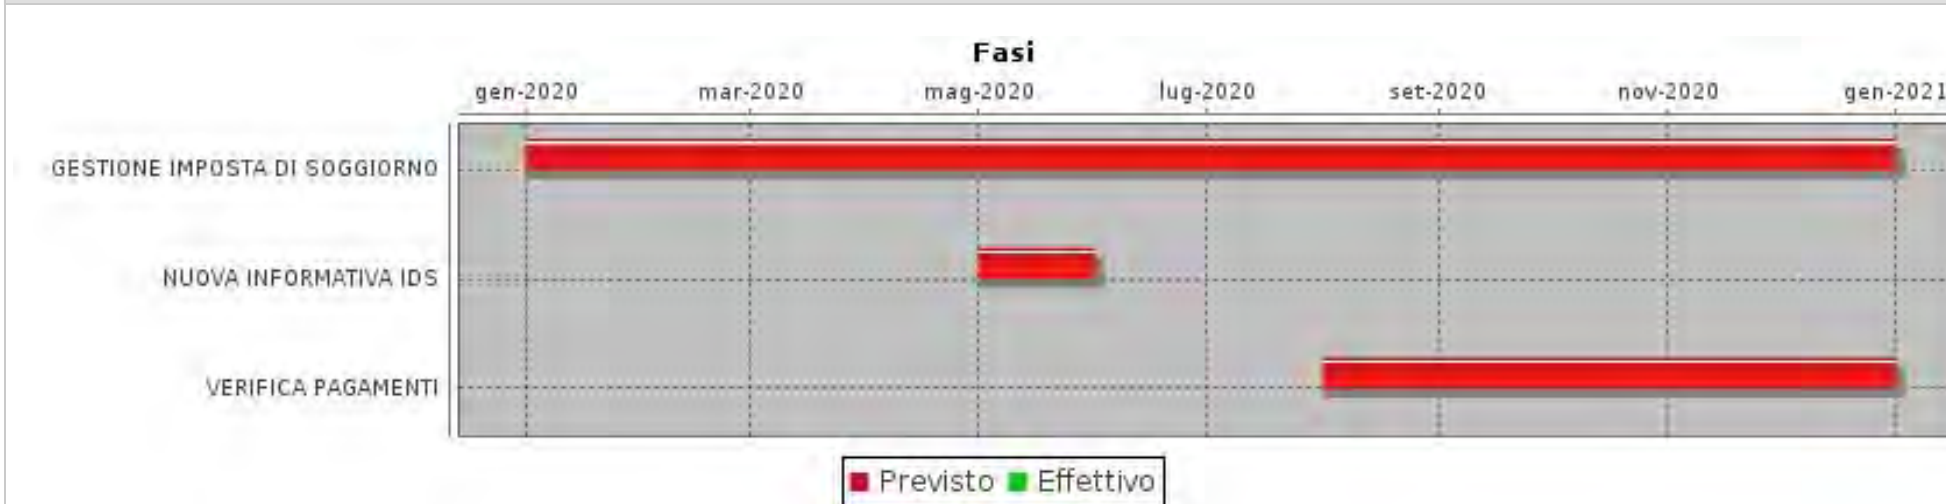 Fasi
gen-2020 mar-2020 mag-2020 lug-2020 set-2020 nov-2020 gen-2021
GESTIONE IMPOSTA DI SOGGIORNO
NUOVA INFORMATIVA IDS
VERIFICA PAGAMENTI
Previsto Effettivo